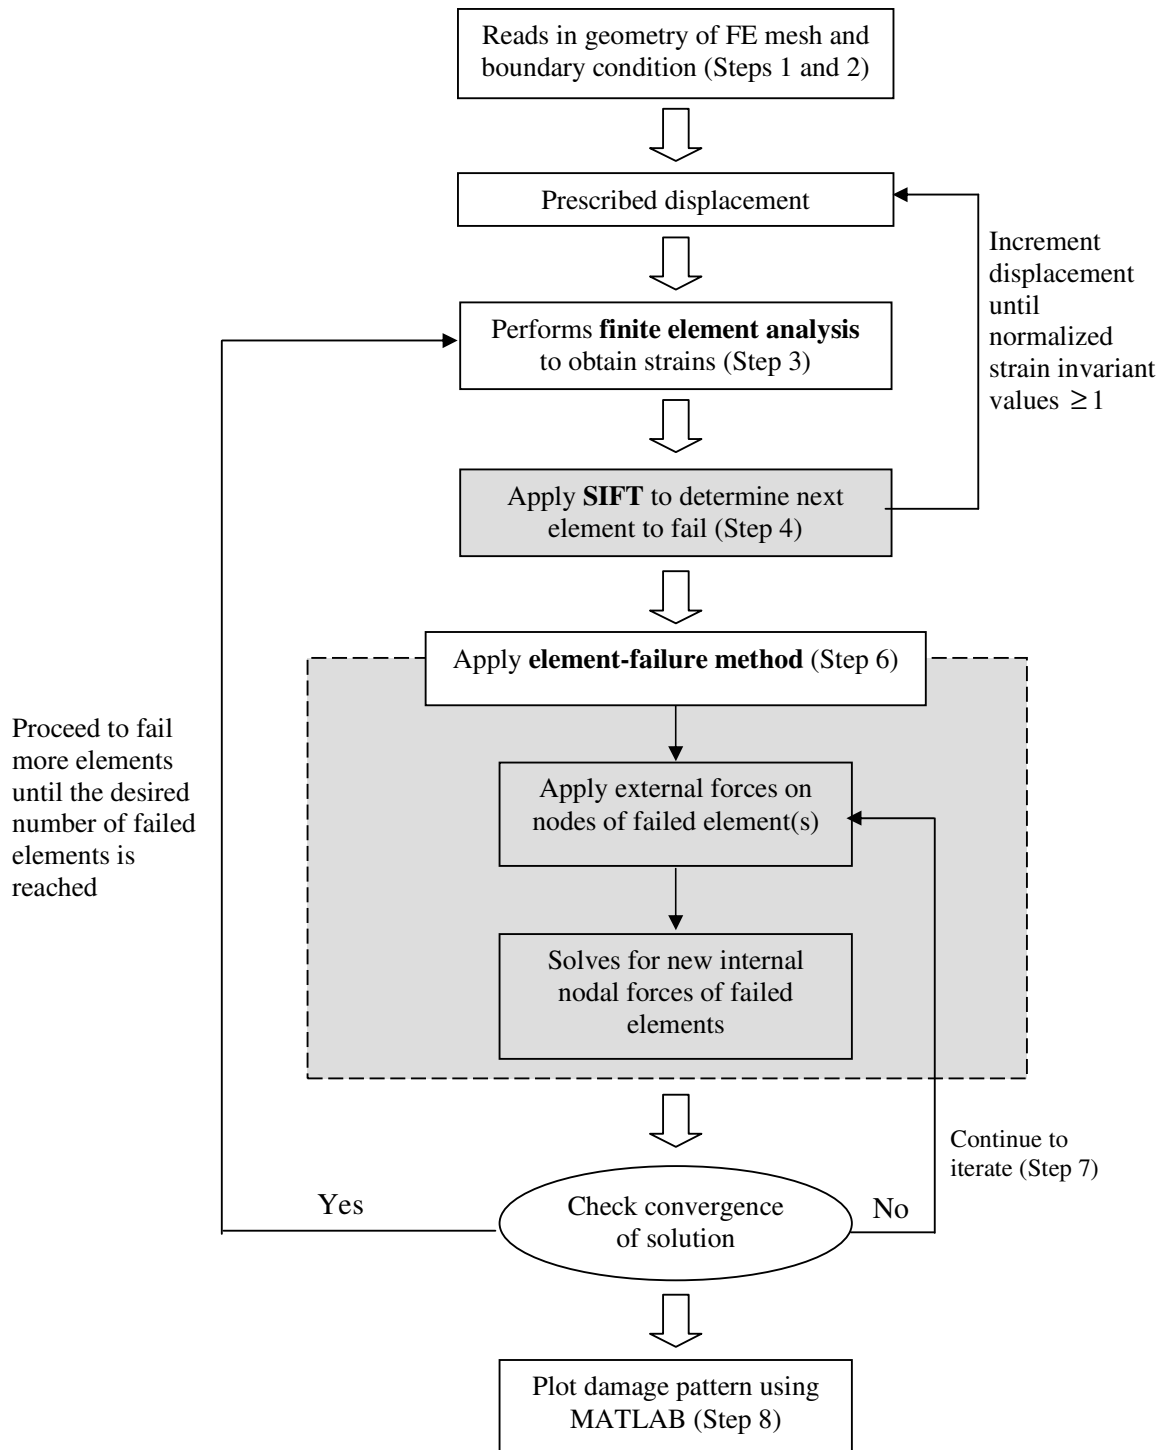 Reads in geometry of FE mesh and
boundary condition (Steps 1 and 2)
Prescribed displacement
Increment
displacement
until
normalized
strain invariant
values ≥ 1
Performs finite element analysis
to obtain strains (Step 3)
Apply SIFT to determine next
element to fail (Step 4)
Apply element-failure method (Step 6)
Proceed to fail
more elements
until the desired
number of failed
elements is
reached
Apply external forces on
nodes of failed element(s)
Solves for new internal
nodal forces of failed
elements
Continue to
iterate (Step 7)
Yes
Check convergence
of solution
No
Plot damage pattern using
MATLAB (Step 8)